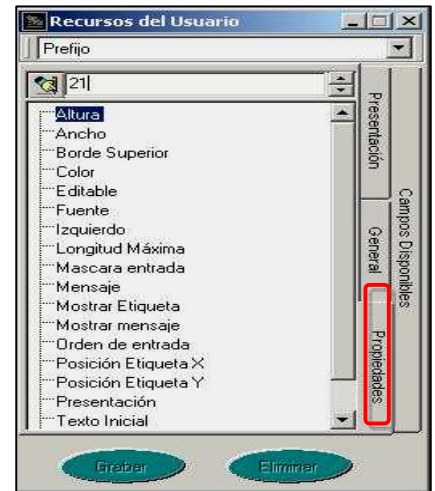 Recursos del Usuario
Prefijo
21
Altura
Ancho
Borde Superior
Color
Editable
Fuente
Izquierdo
Longitud Máxima
Mascara entrada
Mensaje
Mostrar Etiqueta
Mostrar mensaje
Orden de entrada
Posición Etiqueta X
Posición Etiqueta Y
Presentación
Texto Inicial
Presentación
General
Propiedades
Campos Disponibles
Grabar
Eliminar